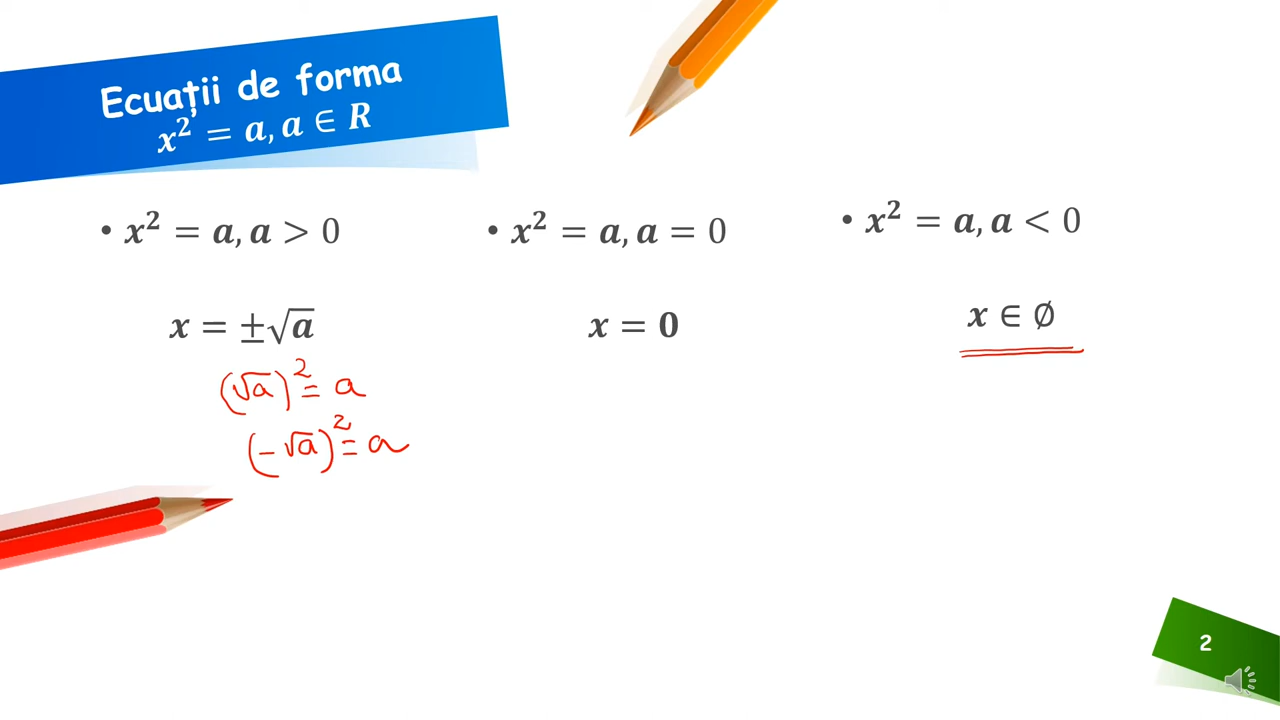 Ecuații de forma
x² = a, a ∈ R
• x² = a, a > 0
x = ±√a
(√a)² = a
(-√a)² = a
• x² = a, a = 0
x = 0
• x² = a, a < 0
x ∈ ∅
2